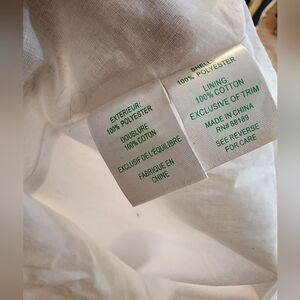 EXTERIEUR:
100% POLYESTER
DOUBLURE
100% COTTON
EXCLUSIF DE L'EQUILIBRE
FABRIQUE EN
CHINE
SHELL:
100% POLYESTER
LINING:
100% COTTON
EXCLUSIVE OF TRIM
MADE IN CHINA
RN# 88189
SEE REVERSE
FOR CARE